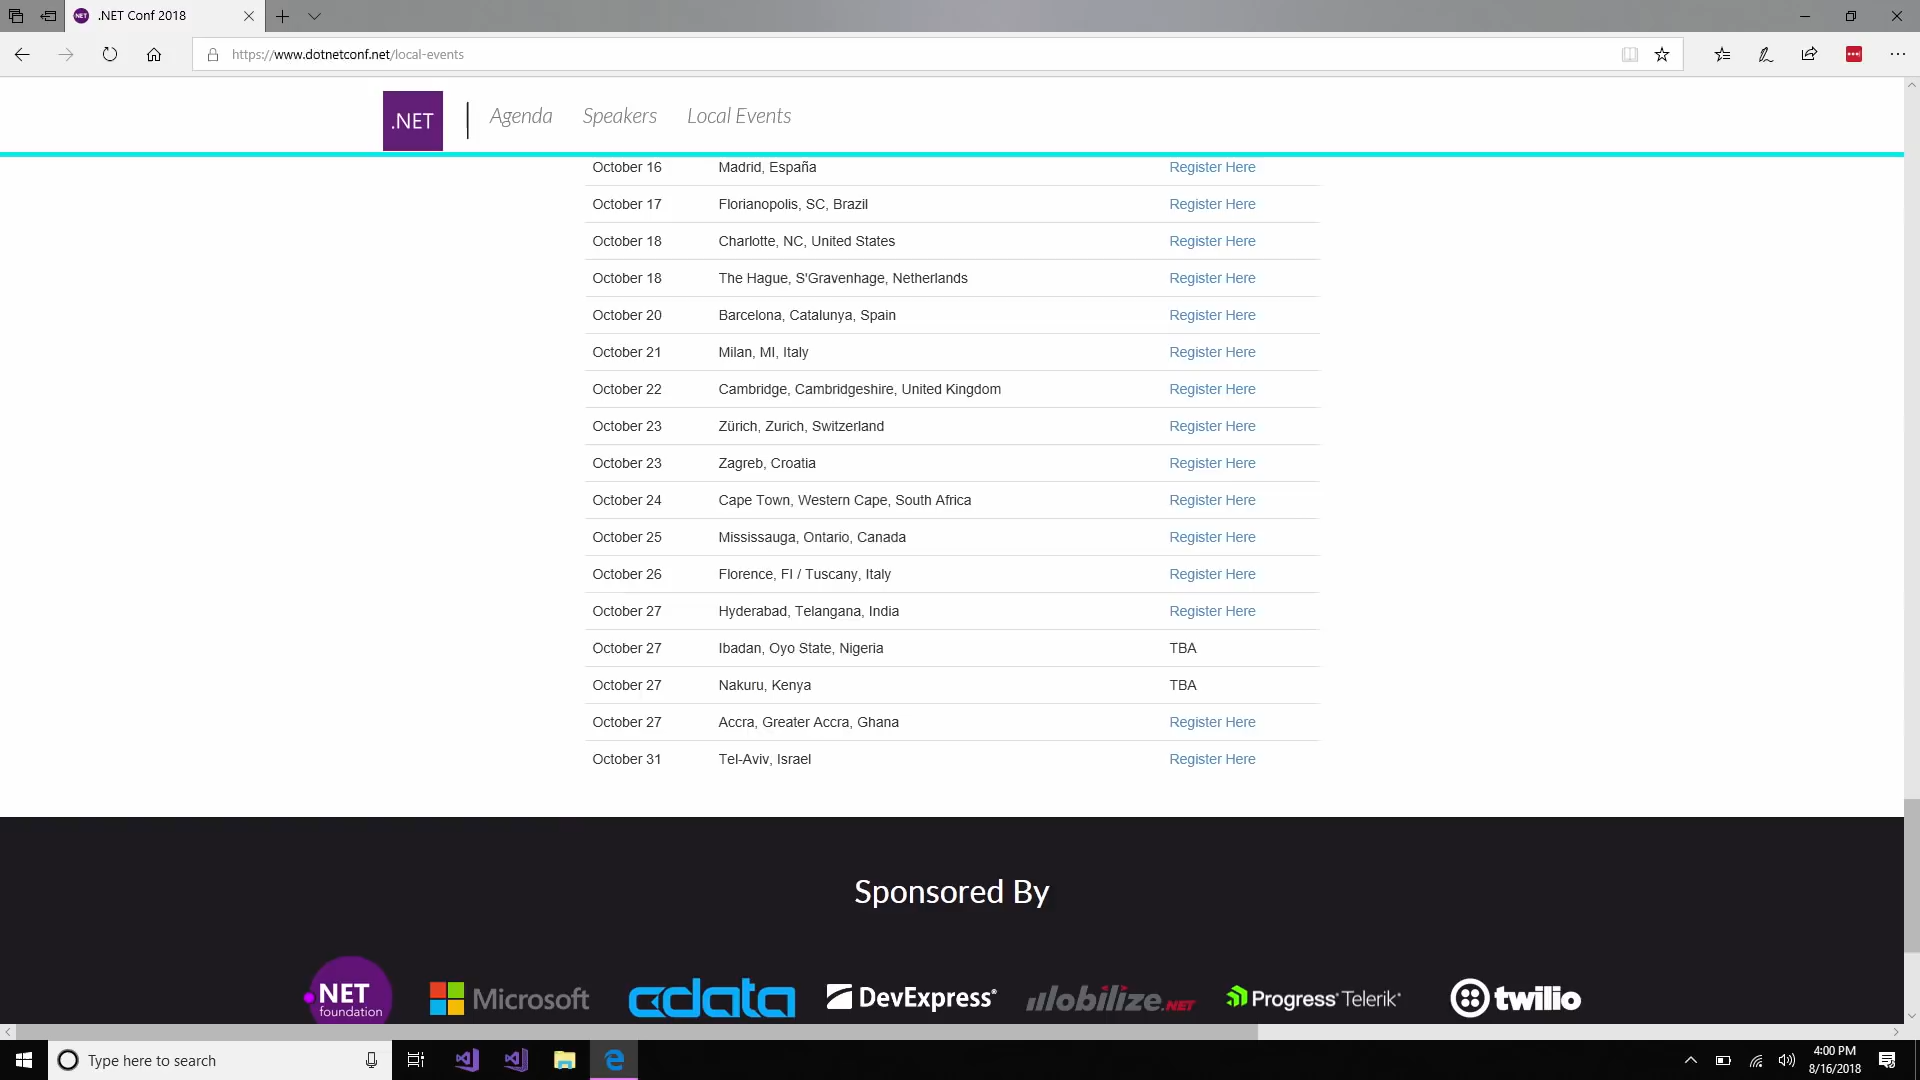 .NET Conf 2018
https://www.dotnetconf.net/local-events
.NET Agenda Speakers Local Events
October 16 Madrid, España Register Here
October 17 Florianopolis, SC, Brazil Register Here
October 18 Charlotte, NC, United States Register Here
October 18 The Hague, S'Gravenhage, Netherlands Register Here
October 20 Barcelona, Catalunya, Spain Register Here
October 21 Milan, MI, Italy Register Here
October 22 Cambridge, Cambridgeshire, United Kingdom Register Here
October 23 Zürich, Zurich, Switzerland Register Here
October 23 Zagreb, Croatia Register Here
October 24 Cape Town, Western Cape, South Africa Register Here
October 25 Mississauga, Ontario, Canada Register Here
October 26 Florence, FI / Tuscany, Italy Register Here
October 27 Hyderabad, Telangana, India Register Here
October 27 Ibadan, Oyo State, Nigeria TBA
October 27 Nakuru, Kenya TBA
October 27 Accra, Greater Accra, Ghana Register Here
October 31 Tel-Aviv, Israel Register Here
Sponsored By
.NET foundation Microsoft cdata DevExpress® Mobilize.NET Progress® Telerik® twilio
Type here to search
4:00 PM
8/16/2018